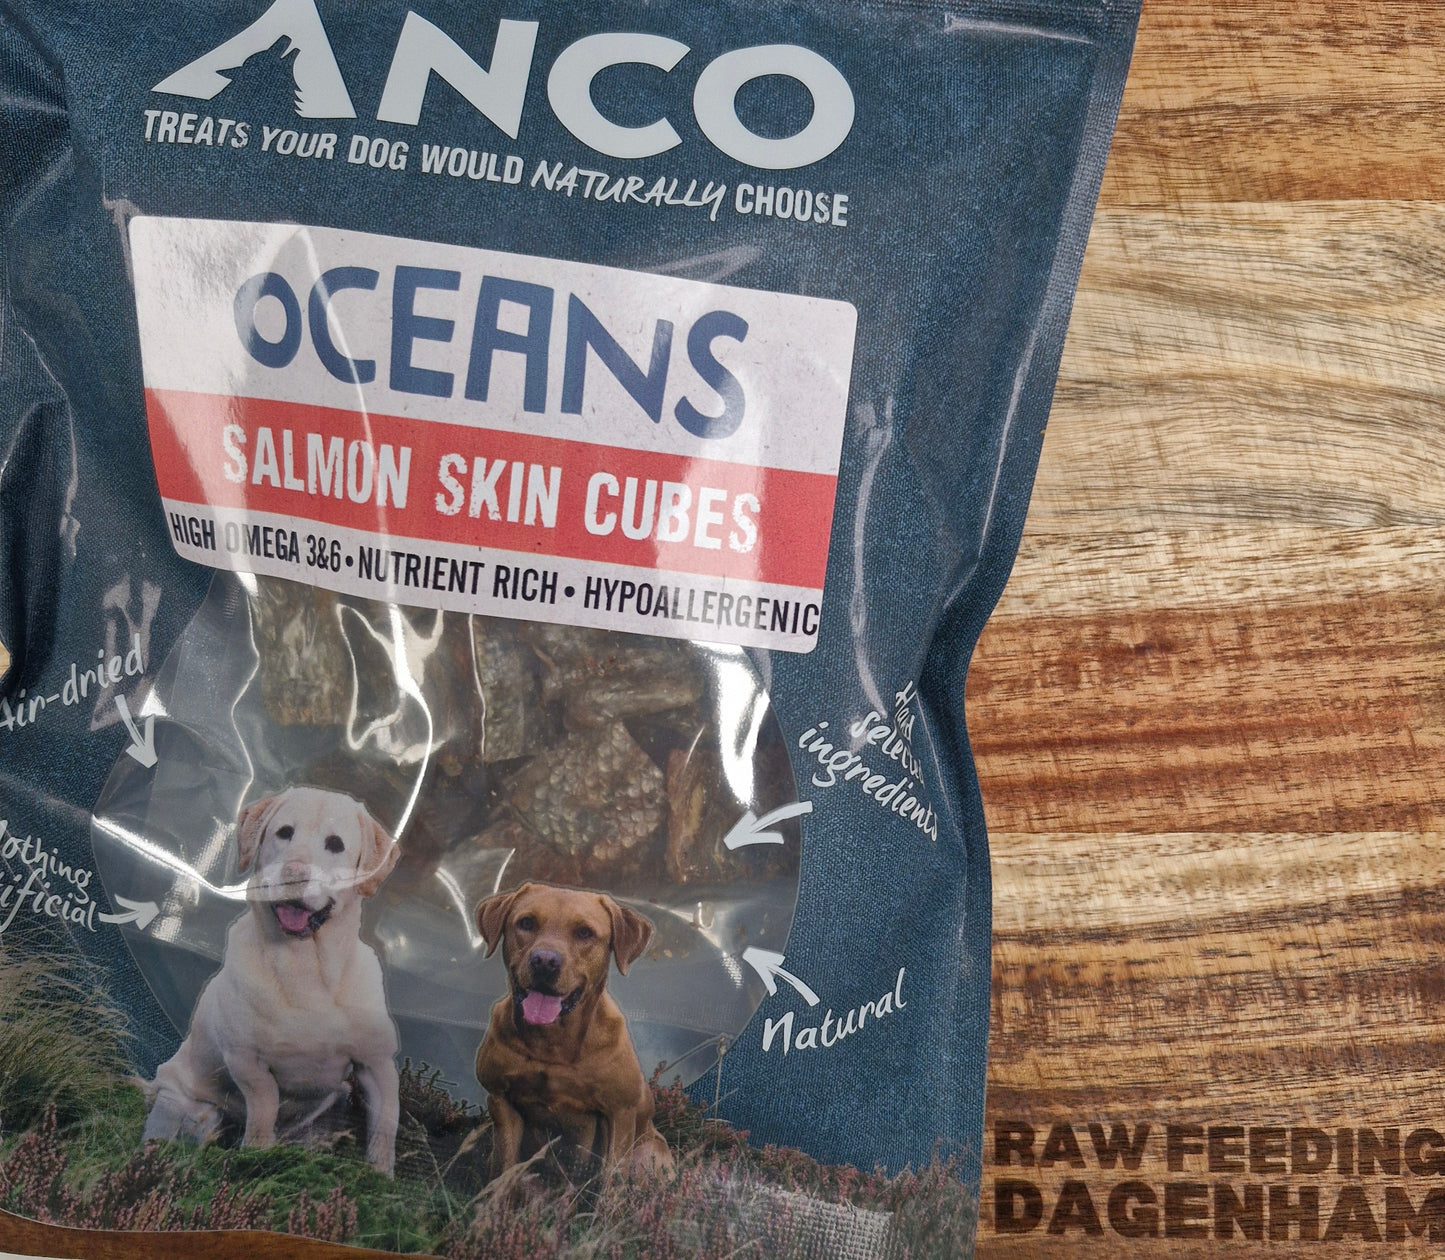 ANCO
TREATS YOUR DOG WOULD NATURALLY CHOOSE
OCEANS
SALMON SKIN CUBES
HIGH OMEGA 3&6 • NUTRIENT RICH • HYPOALLERGENIC
Air-dried
ingredients
Nothing
Natural
RAW FEEDING
DAGENHAM